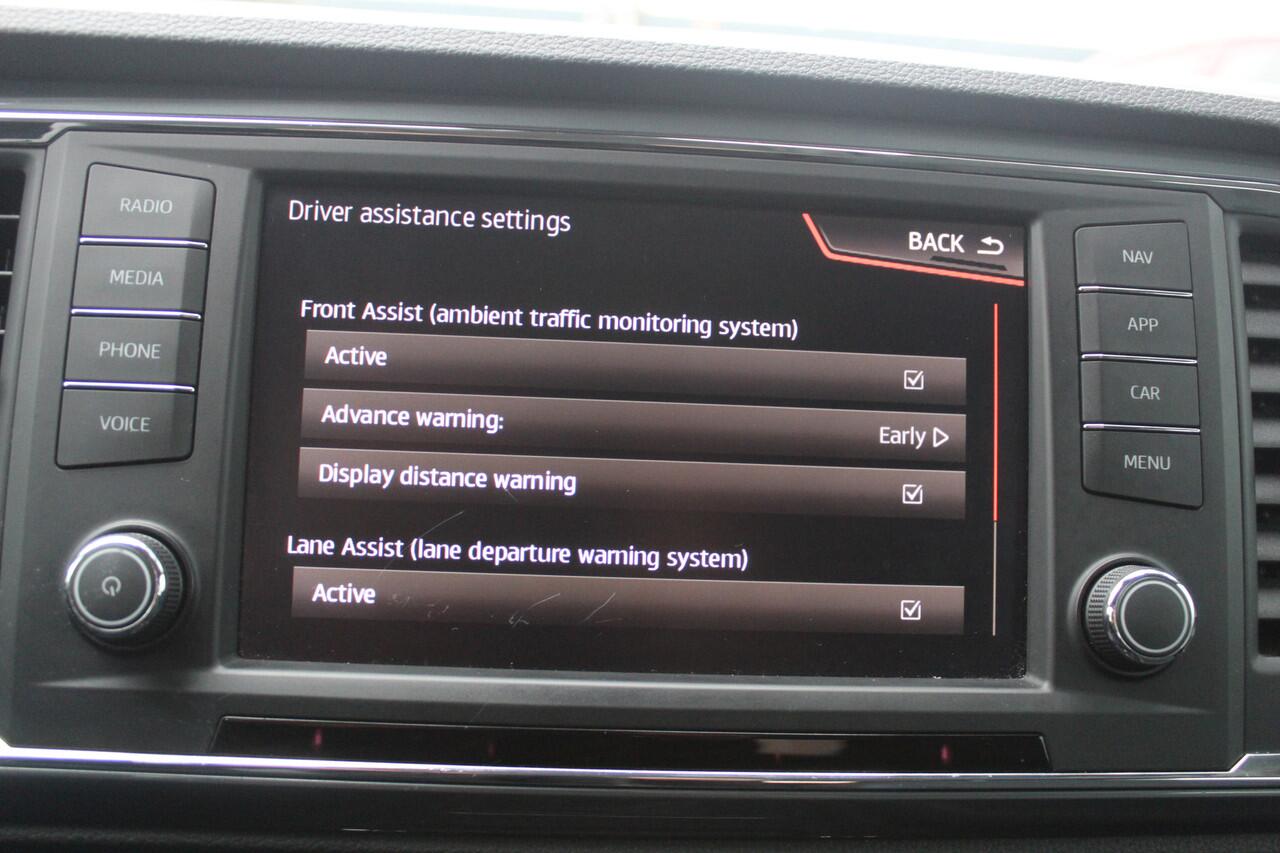 RADIO
MEDIA
PHONE
VOICE
Driver assistance settings
BACK
Front Assist (ambient traffic monitoring system)
Active
Advance warning:
Early
Display distance warning
Lane Assist (lane departure warning system)
Active
NAV
APP
CAR
MENU